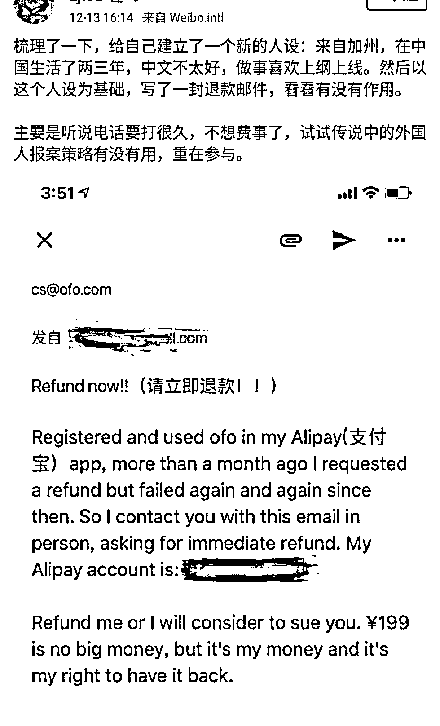 12-13 16:14 来自 Weibo.intl
梳理了一下，给自己建立了一个新的人设：来自加州，在中
国生活了两三年，中文不太好，做事喜欢上纲上线。然后以
这个人设为基础，写了一封退款邮件，看看有没有作用。
主要是听说电话要打很久，不想费事了，试试传说中的外国
人报案策略有没有用，重在参与。
3:51
cs@ofo.com
发自 l.com
Refund now!!（请立即退款！！）
Registered and used ofo in my Alipay(支付
宝）app, more than a month ago I requested
a refund but failed again and again since
then. So I contact you with this email in
person, asking for immediate refund. My
Alipay account is:
Refund me or I will consider to sue you. ¥199
is no big money, but it's my money and it's
my right to have it back.